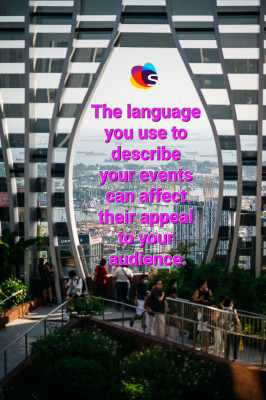 S
The language
you use to
describe
your events
can affect
their appeal
to your
audience.